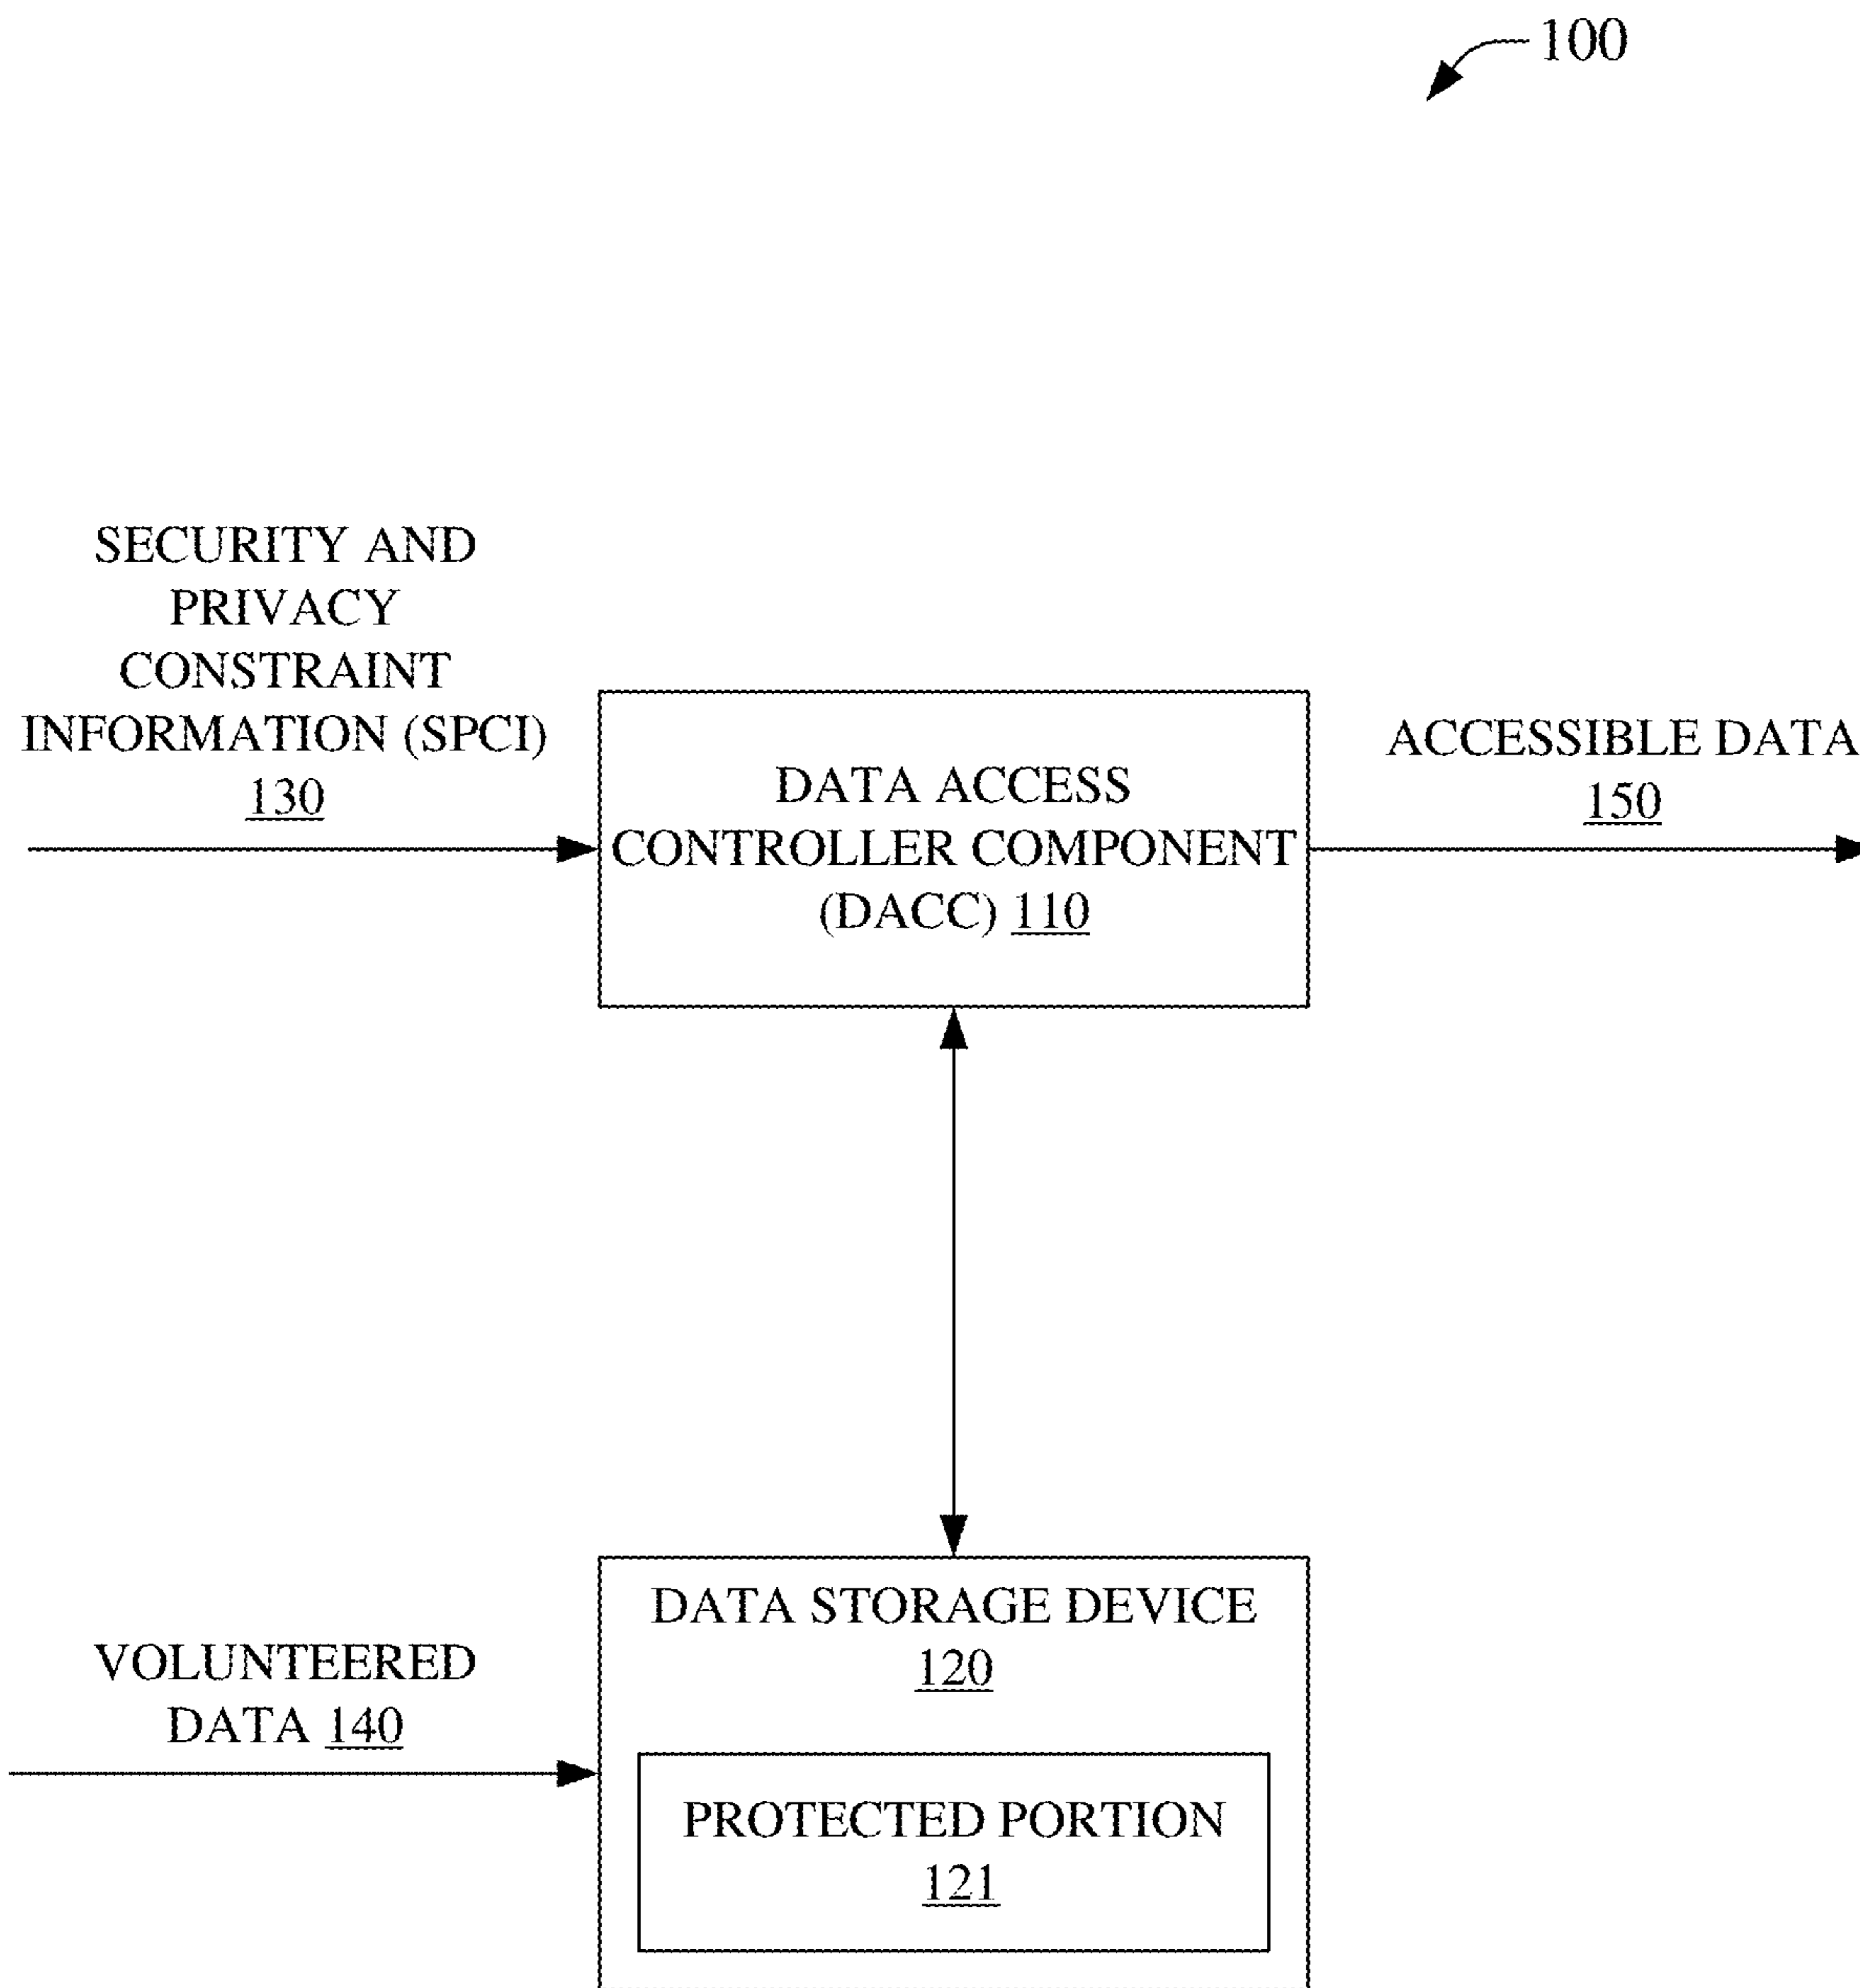 100
SECURITY AND
PRIVACY
CONSTRAINT
INFORMATION (SPCI)
130
DATA ACCESS
CONTROLLER COMPONENT
(DACC) 110
ACCESSIBLE DATA
150
VOLUNTEERED
DATA 140
DATA STORAGE DEVICE
120
PROTECTED PORTION
121